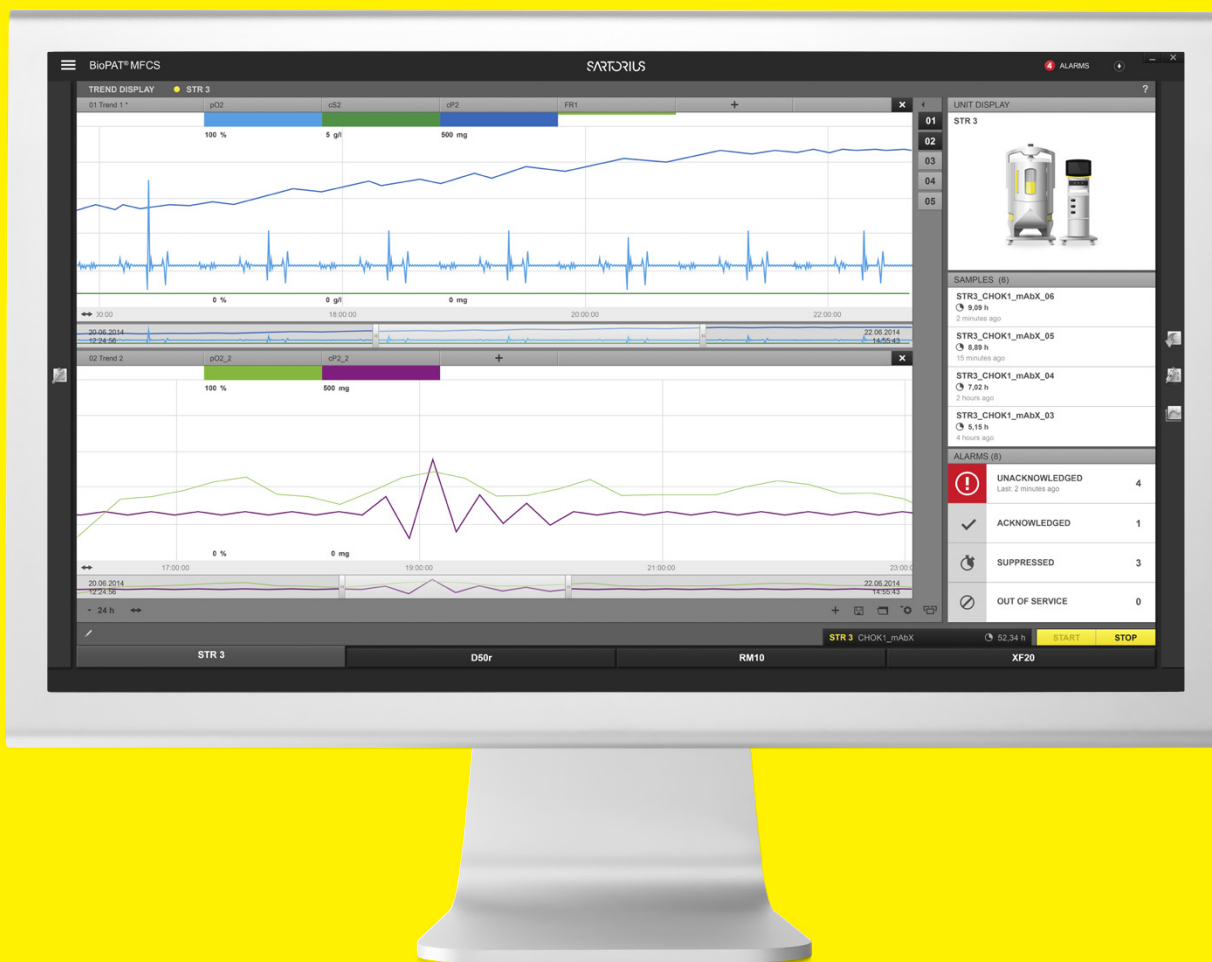 BioPAT® MFCS
SARTORIUS
4 ALARMS
TREND DISPLAY STR 3 ?
01 Trend 1 * pO2 cS2 cP2 FR1 +
100 % 5 g/l 500 mg
0 % 0 g/l 0 mg
18:00:00 20:00:00 22:00:00
20.06.2014 22.06.2014
12:24:56 14:55:43
01
02
03
04
05
02 Trend 2 pO2_2 cP2_2 +
100 % 500 mg
0 % 0 mg
17:00:00 19:00:00 21:00:00 23:00:
20.06.2014 22.06.2014
12:24:56 14:55:43
24 h
UNIT DISPLAY
STR 3
SAMPLES (6)
STR3_CHOK1_mAbX_06
9,09 h
2 minutes ago
STR3_CHOK1_mAbX_05
8,89 h
15 minutes ago
STR3_CHOK1_mAbX_04
7,02 h
2 hours ago
STR3_CHOK1_mAbX_03
5,15 h
4 hours ago
ALARMS (8)
UNACKNOWLEDGED 4
Last: 2 minutes ago
ACKNOWLEDGED 1
SUPPRESSED 3
OUT OF SERVICE 0
STR 3 CHOK1_mAbX 52,34 h START STOP
STR 3 D50r RM10 XF20